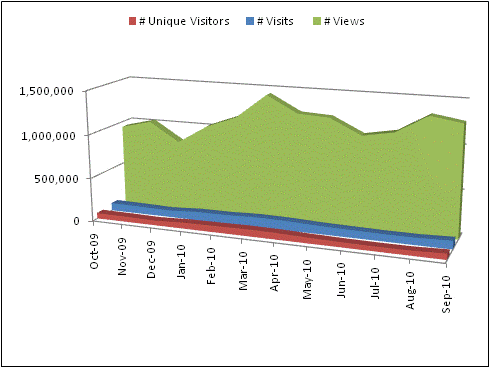 # Unique Visitors # Visits # Views
1,500,000
1,000,000
500,000
0
Oct-09
Nov-09
Dec-09
Jan-10
Feb-10
Mar-10
Apr-10
May-10
Jun-10
Jul-10
Aug-10
Sep-10